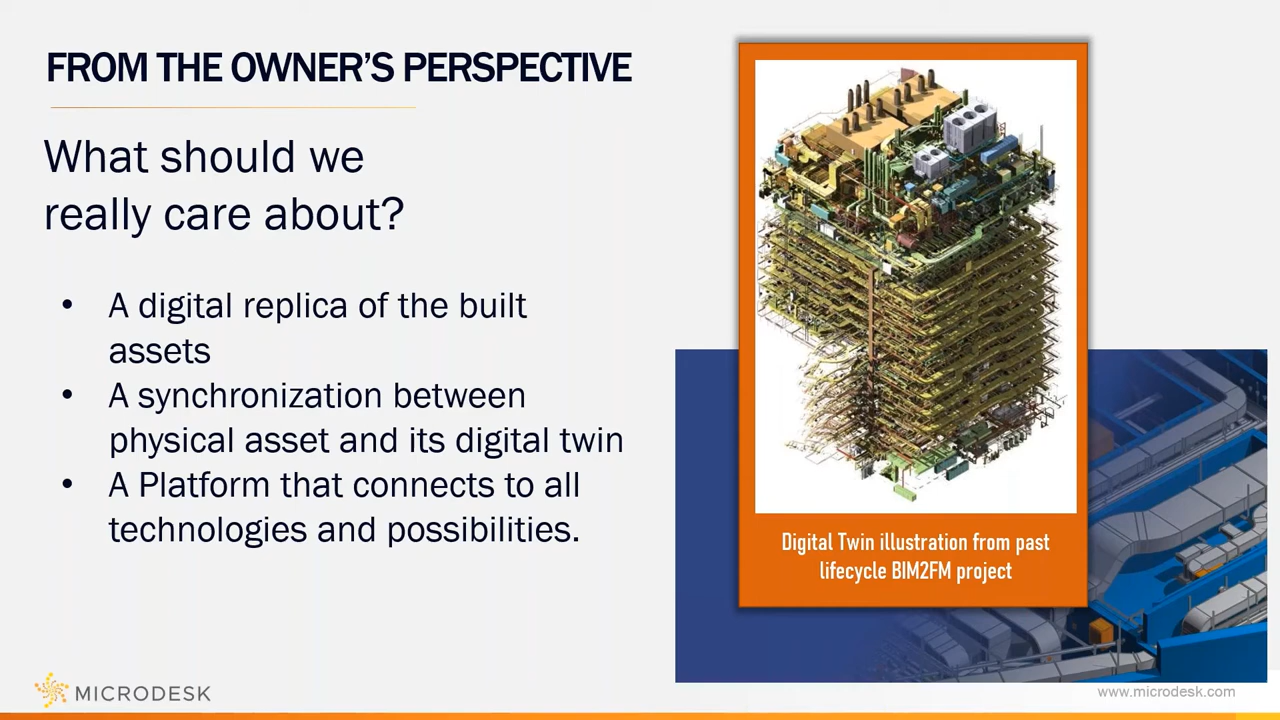 FROM THE OWNER'S PERSPECTIVE
What should we
really care about?
• A digital replica of the built
assets
• A synchronization between
physical asset and its digital twin
• A Platform that connects to all
technologies and possibilities.
Digital Twin illustration from past
lifecycle BIM2FM project
MICRODESK
www.microdesk.com